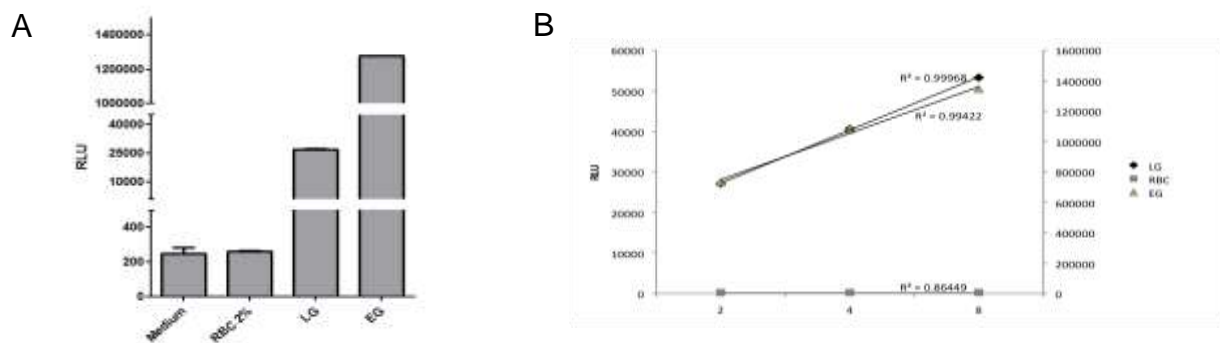 A
RLU
1400000
1200000
1000000
40000
25000
10000
400
200
0
Medium
RBC 2%
LG
EG
B
60000
50000
40000
30000
20000
10000
0
RLU
R² = 0.99968
R² = 0.99422
R² = 0.86449
2
4
8
1600000
1400000
1200000
1000000
800000
600000
400000
200000
0
LG
RBC
EG